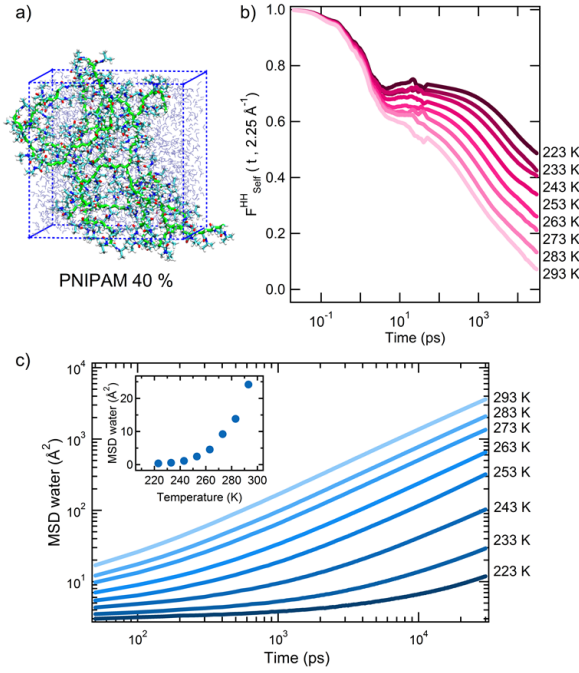 a)
PNIPAM 40 %
b)
F^HH_Self ( t , 2.25 Å^-1)
1.0
0.8
0.6
0.4
0.2
0.0
223 K
233 K
243 K
253 K
263 K
273 K
283 K
293 K
10^-1
10^1
10^3
Time (ps)
c)
MSD water (Å^2)
10^4
10^3
10^2
10^1
MSD water (Å^2)
20
10
0
220
240
260
280
300
Temperature (K)
293 K
283 K
273 K
263 K
253 K
243 K
233 K
223 K
10^2
10^3
10^4
Time (ps)